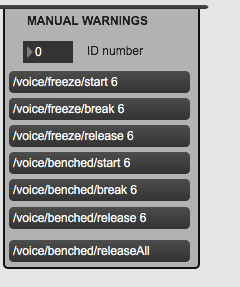 MANUAL WARNINGS
0 ID number
/voice/freeze/start 6
/voice/freeze/break 6
/voice/freeze/release 6
/voice/benched/start 6
/voice/benched/break 6
/voice/benched/release 6
/voice/benched/releaseAll